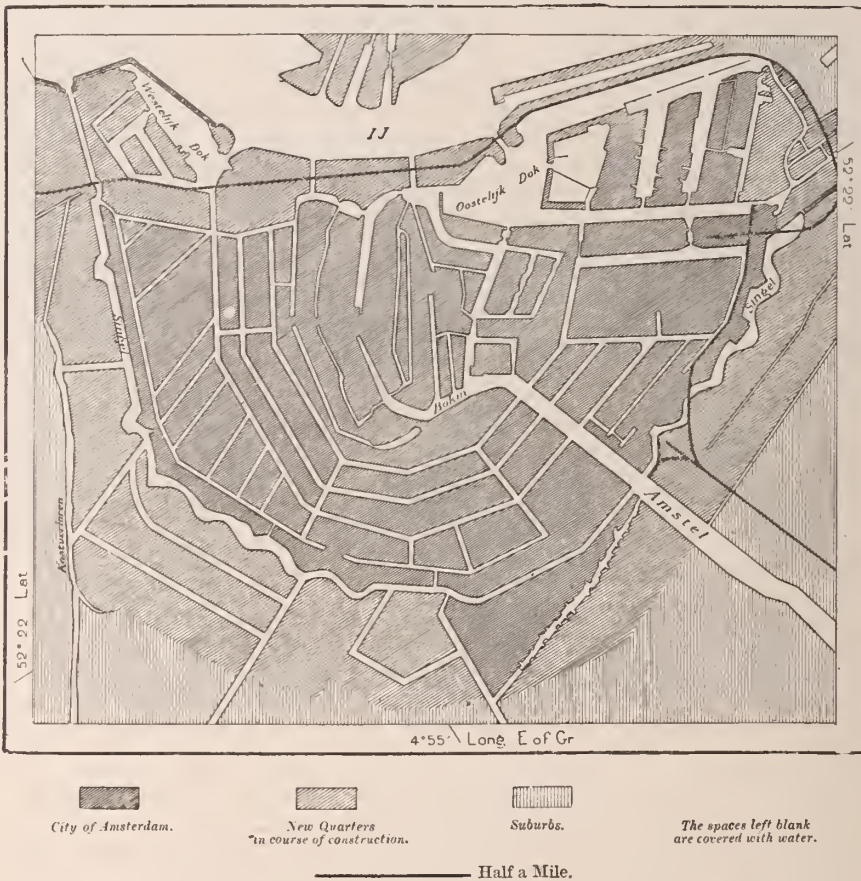 Westelijk Dok
IJ
Oostelijk Dok
52° 22' Lat
Singel
Singel
Rokin
Amstel
52° 22 Lat
4°55' Long. E of Gr
City of Amsterdam.
New Quarters
in course of construction.
Suburbs.
The spaces left blank
are covered with water.
Half a Mile.